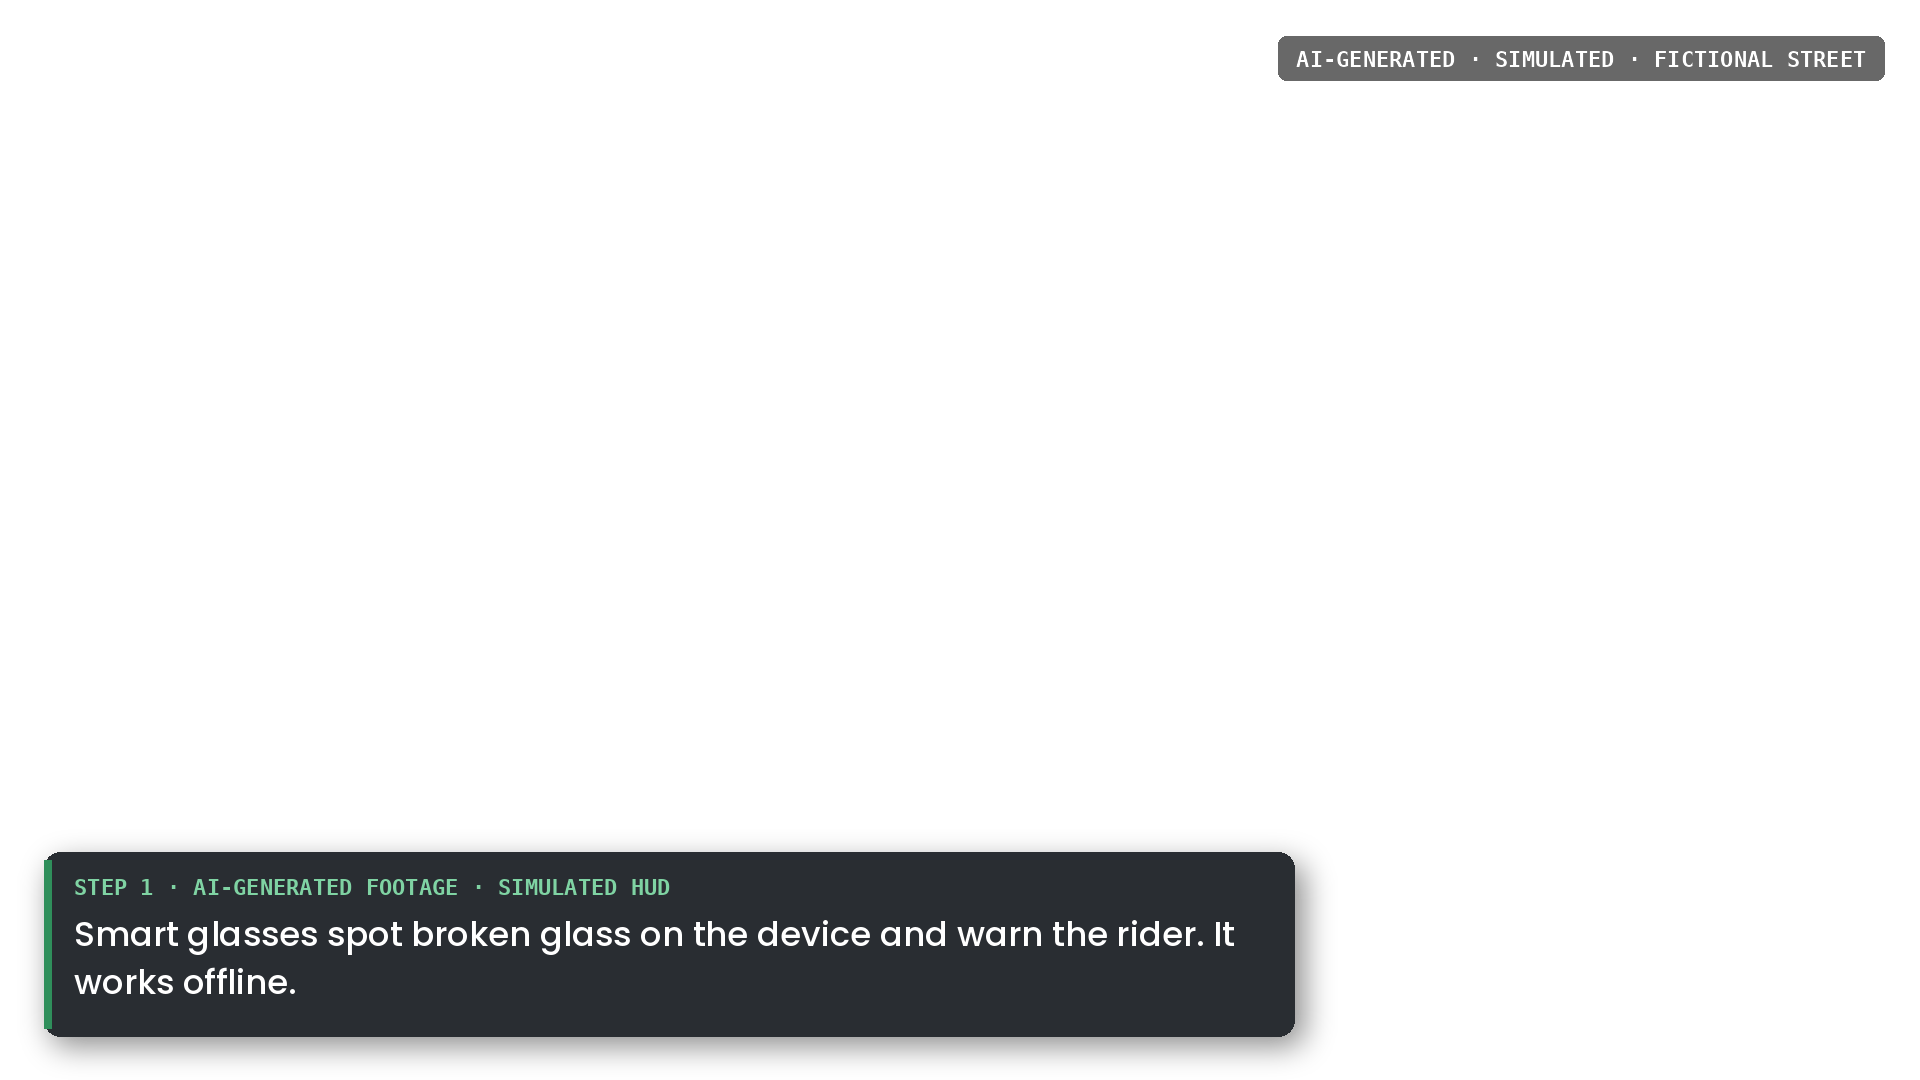 AI-GENERATED · SIMULATED · FICTIONAL STREET
STEP 1 · AI-GENERATED FOOTAGE · SIMULATED HUD
Smart glasses spot broken glass on the device and warn the rider. It
works offline.